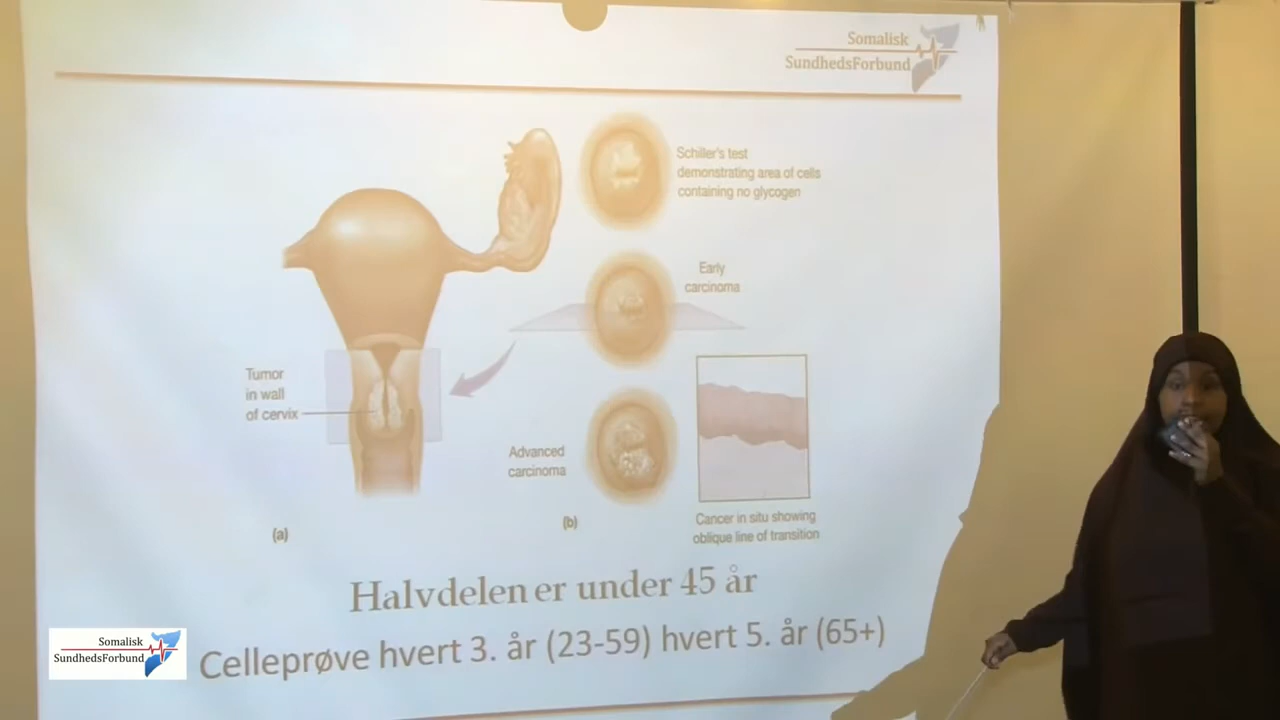 Somalisk
SundhedsForbund
Schiller's test
demonstrating area of cells
containing no glycogen
Early
carcinoma
Tumor
in wall
of cervix
Advanced
carcinoma
Cancer in situ showing
oblique line of transition
(a)
(b)
Halvdelen er under 45 år
Celleprøve hvert 3. år (23-59) hvert 5. år (65+)
Somalisk
SundhedsForbund